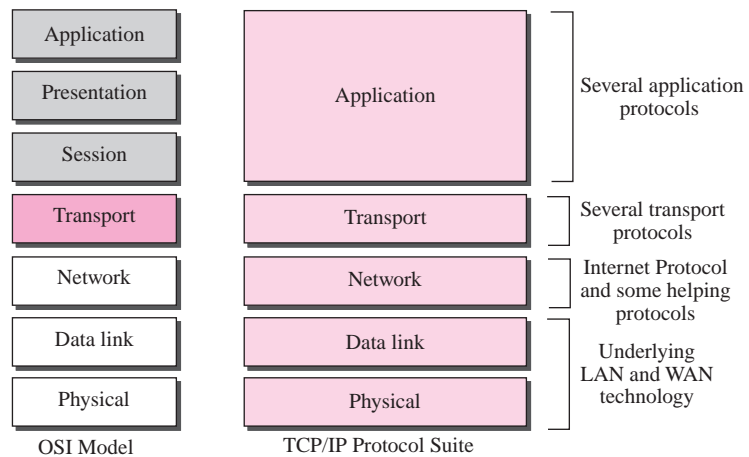 Application
Presentation
Session
Transport
Network
Data link
Physical
OSI Model
Application
Transport
Network
Data link
Physical
TCP/IP Protocol Suite
Several application
protocols
Several transport
protocols
Internet Protocol
and some helping
protocols
Underlying
LAN and WAN
technology